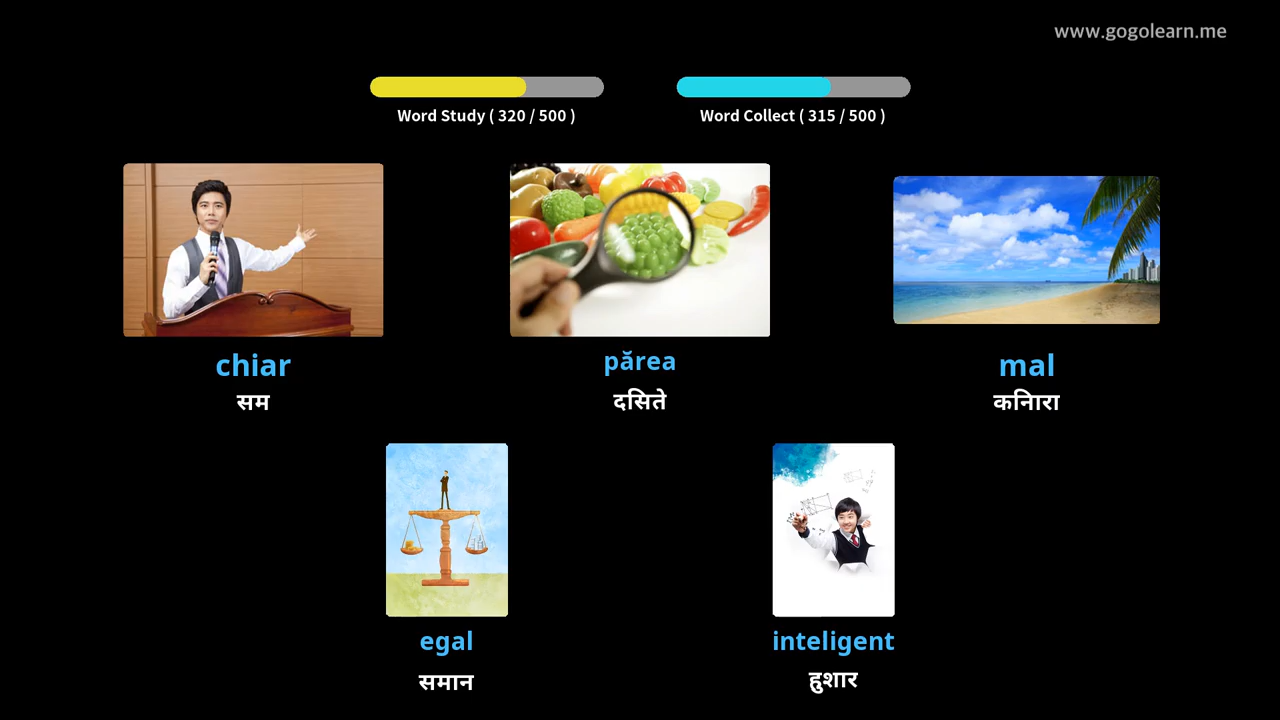 www.gogolearn.me
Word Study ( 320 / 500 )
Word Collect ( 315 / 500 )
chiar
सम
părea
दसिते
mal
कनिारा
egal
समान
inteligent
हुशार